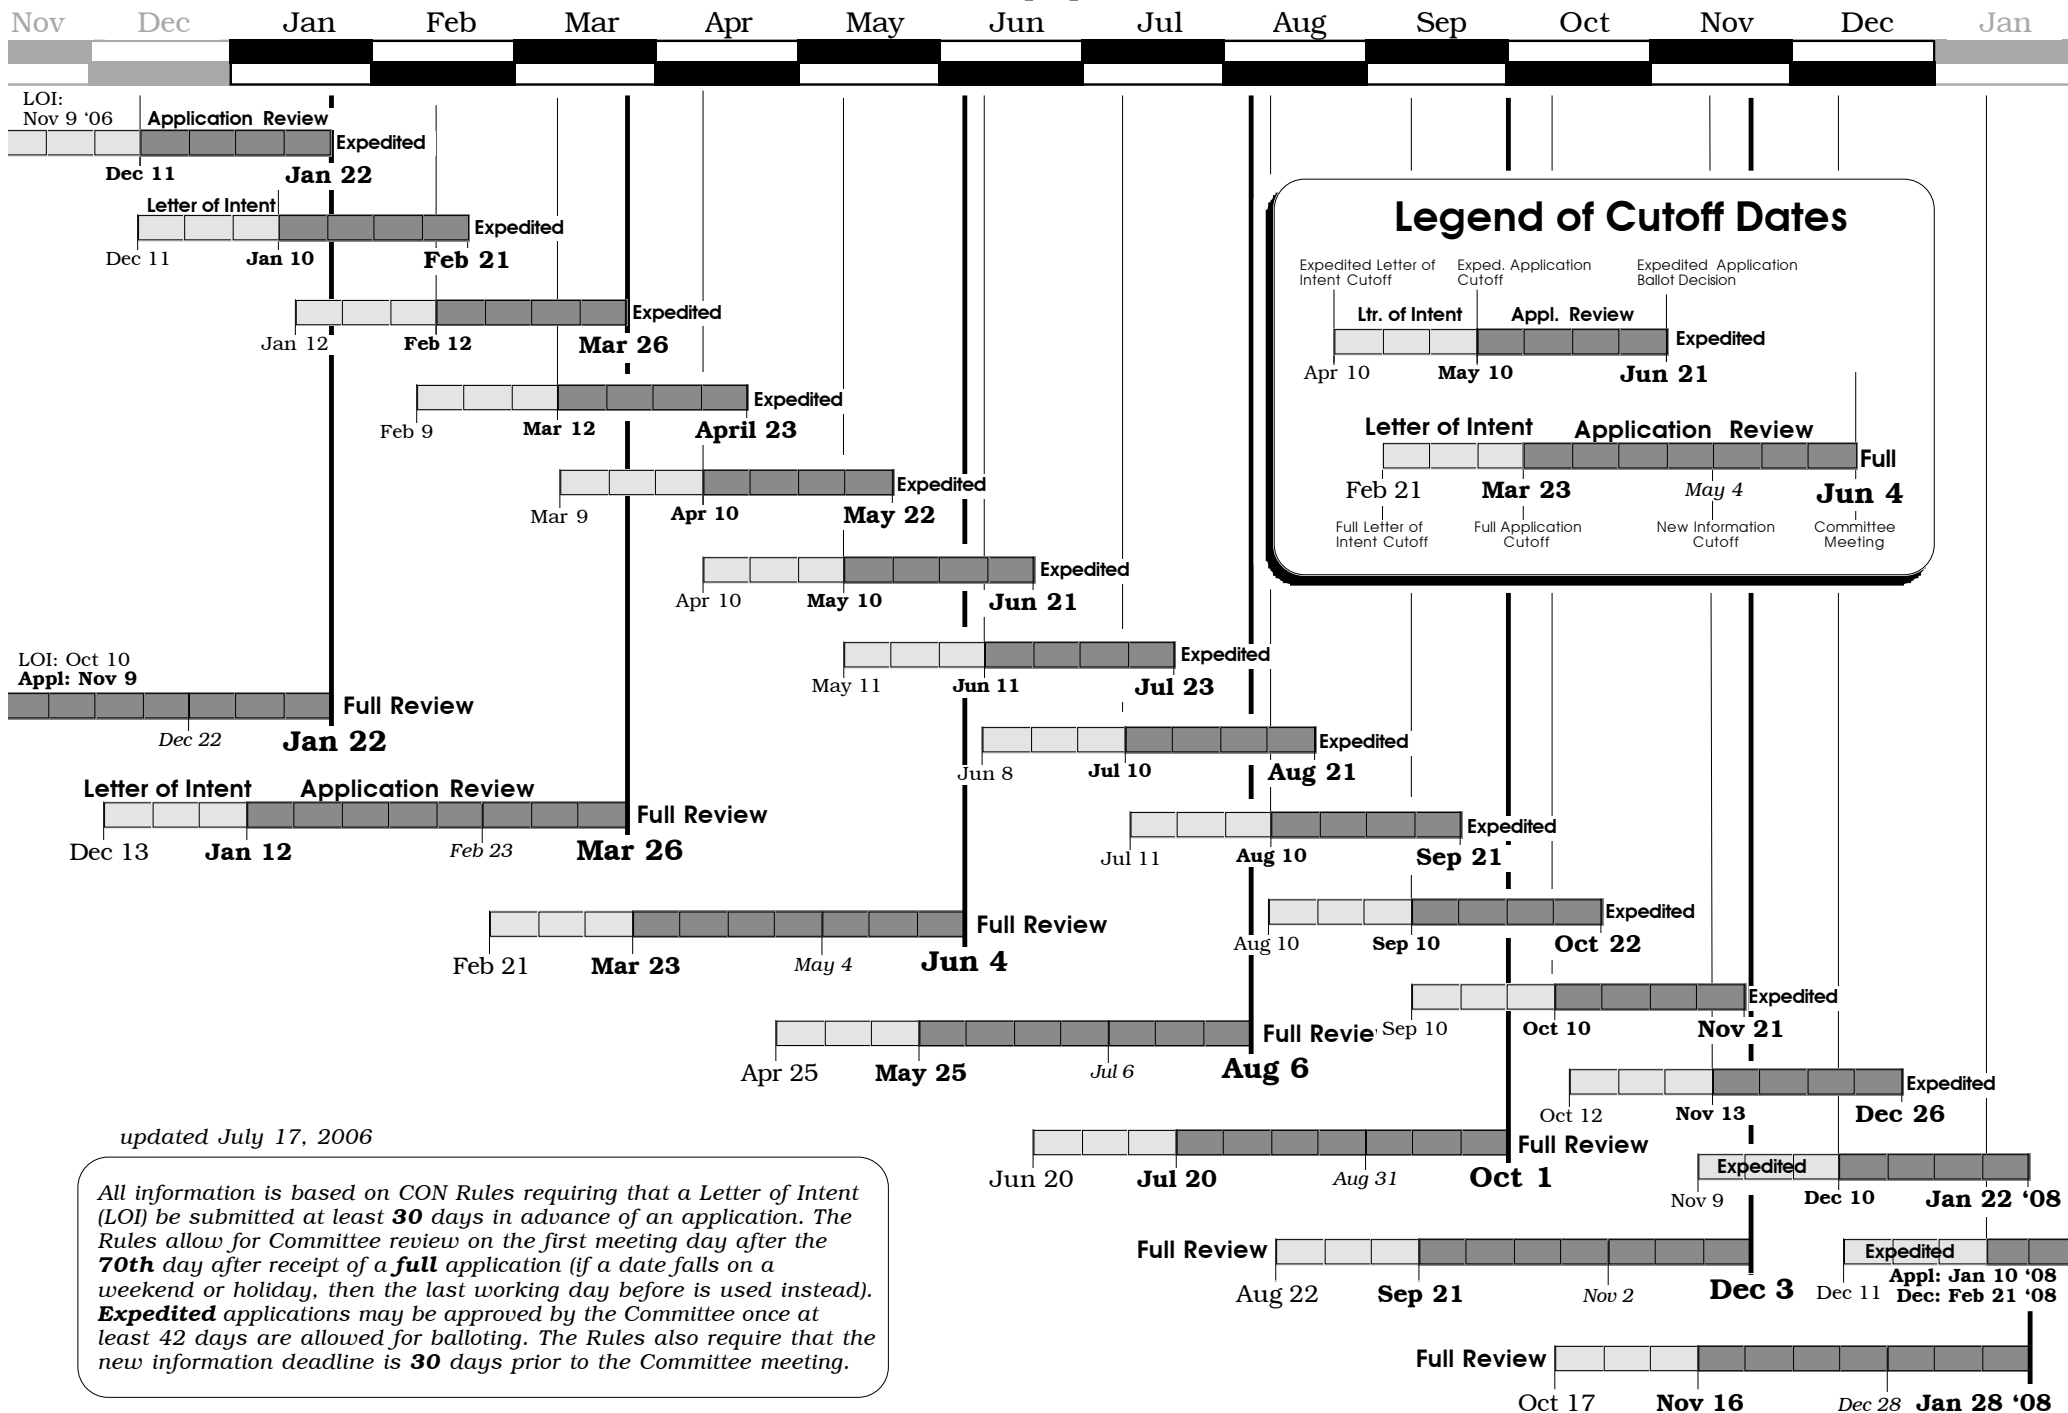 Nov Dec Jan Feb Mar Apr May Jun Jul Aug Sep Oct Nov Dec Jan
LOI:
Nov 9 ‘06
Application Review
Expedited
Dec 11
Jan 22
Letter of Intent
Expedited
Dec 11
Jan 10
Feb 21
Expedited
Jan 12
Feb 12
Mar 26
Expedited
Feb 9
Mar 12
April 23
Expedited
Mar 9
Apr 10
May 22
Expedited
Apr 10
May 10
Jun 21
Expedited
May 11
Jun 11
Jul 23
Expedited
Jun 8
Jul 10
Aug 21
Expedited
Jul 11
Aug 10
Sep 21
Expedited
Aug 10
Sep 10
Oct 22
Expedited
Sep 10
Oct 10
Nov 21
Expedited
Oct 12
Nov 13
Dec 26
Expedited
Nov 9
Dec 10
Jan 22 ‘08
Expedited
Dec 11
Appl: Jan 10 ‘08
Dec: Feb 21 ‘08
Legend of Cutoff Dates
Expedited Letter of
Intent Cutoff
Exped. Application
Cutoff
Expedited Application
Ballot Decision
Ltr. of Intent
Appl. Review
Expedited
Apr 10
May 10
Jun 21
Letter of Intent
Application Review
Full
Feb 21
Mar 23
May 4
Jun 4
Full Letter of
Intent Cutoff
Full Application
Cutoff
New Information
Cutoff
Committee
Meeting
LOI: Oct 10
Appl: Nov 9
Full Review
Dec 22
Jan 22
Letter of Intent
Application Review
Full Review
Dec 13
Jan 12
Feb 23
Mar 26
Full Review
Feb 21
Mar 23
May 4
Jun 4
Full Revie
Apr 25
May 25
Jul 6
Aug 6
Full Review
Jun 20
Jul 20
Aug 31
Oct 1
Full Review
Aug 22
Sep 21
Nov 2
Dec 3
Full Review
Oct 17
Nov 16
Dec 28
Jan 28 ‘08
updated July 17, 2006
All information is based on CON Rules requiring that a Letter of Intent
(LOI) be submitted at least 30 days in advance of an application. The
Rules allow for Committee review on the first meeting day after the
70th day after receipt of a full application (if a date falls on a
weekend or holiday, then the last working day before is used instead).
Expedited applications may be approved by the Committee once at
least 42 days are allowed for balloting. The Rules also require that the
new information deadline is 30 days prior to the Committee meeting.